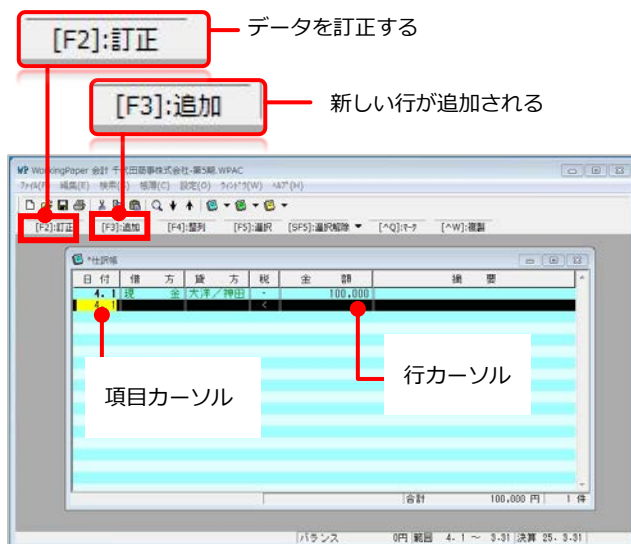 [F2]:訂正
データを訂正する
[F3]:追加
新しい行が追加される
WP WorkingPaper 会計 千代田商事株式会社-第5期.WPAC
ファイル(F) 編集(E) 検索(S) 帳簿(C) 設定(O) ウィンドウ(W) ヘルプ(H)
[F2]:訂正 [F3]:追加 [F4]:整列 [F5]:選択 [SF5]:選択解除 [^Q]:マーク [^W]:複製
*仕訳帳
日 付 借 方 貸 方 税 金 額 摘 要
4. 1 現 金 大洋/神田 - 100,000
4. 1 <
項目カーソル
行カーソル
合計 100,000 円 1 件
バランス 0円 範囲 4. 1 ～ 3.31 決算 25. 3.31